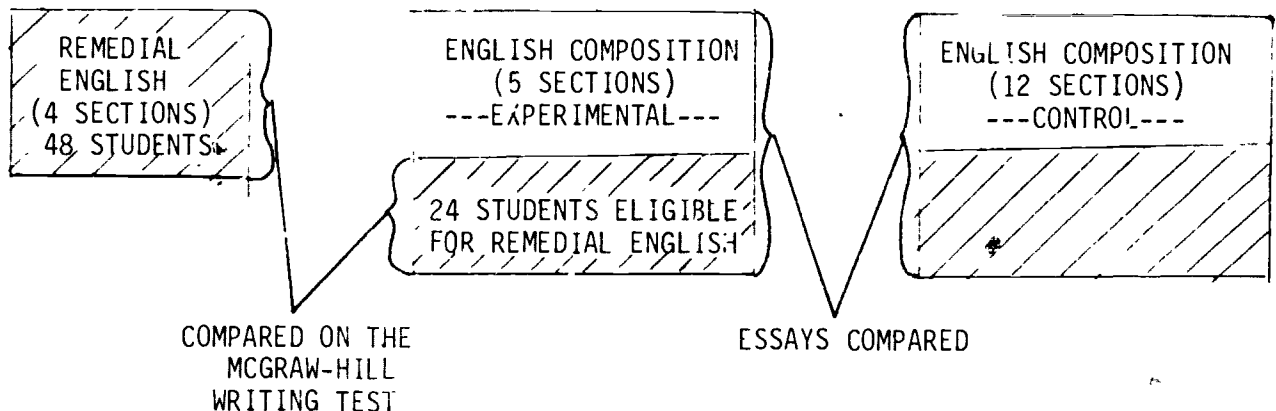 REMEDIAL
ENGLISH
(4 SECTIONS)
48 STUDENTS
ENGLISH COMPOSITION
(5 SECTIONS)
---EXPERIMENTAL---
24 STUDENTS ELIGIBLE
FOR REMEDIAL ENGLISH
ENGLISH COMPOSITION
(12 SECTIONS)
---CONTROL---
COMPARED ON THE
MCGRAW-HILL
WRITING TEST
ESSAYS COMPARED